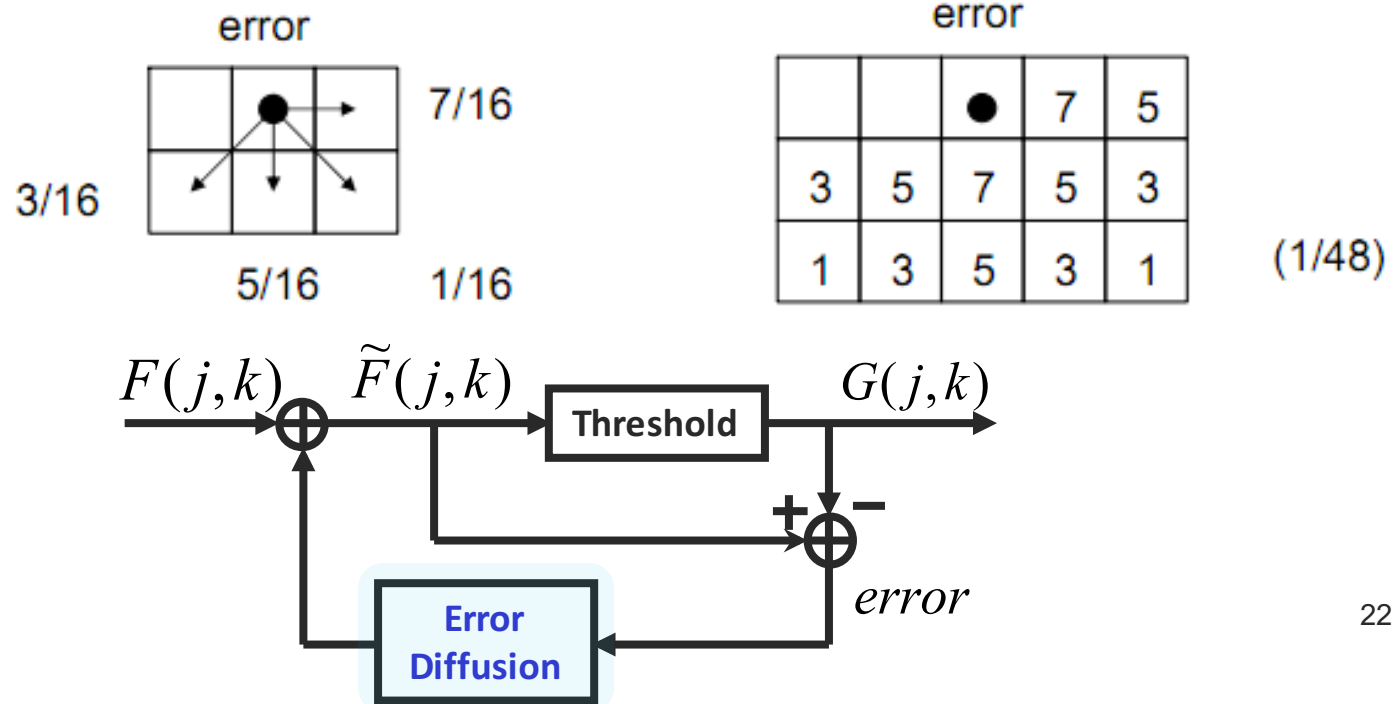 error
7/16
3/16
5/16 1/16
error
● 7 5
3 5 7 5 3
1 3 5 3 1
(1/48)
F(j,k) F̃(j,k) Threshold G(j,k)
+ −
error
Error
Diffusion
22